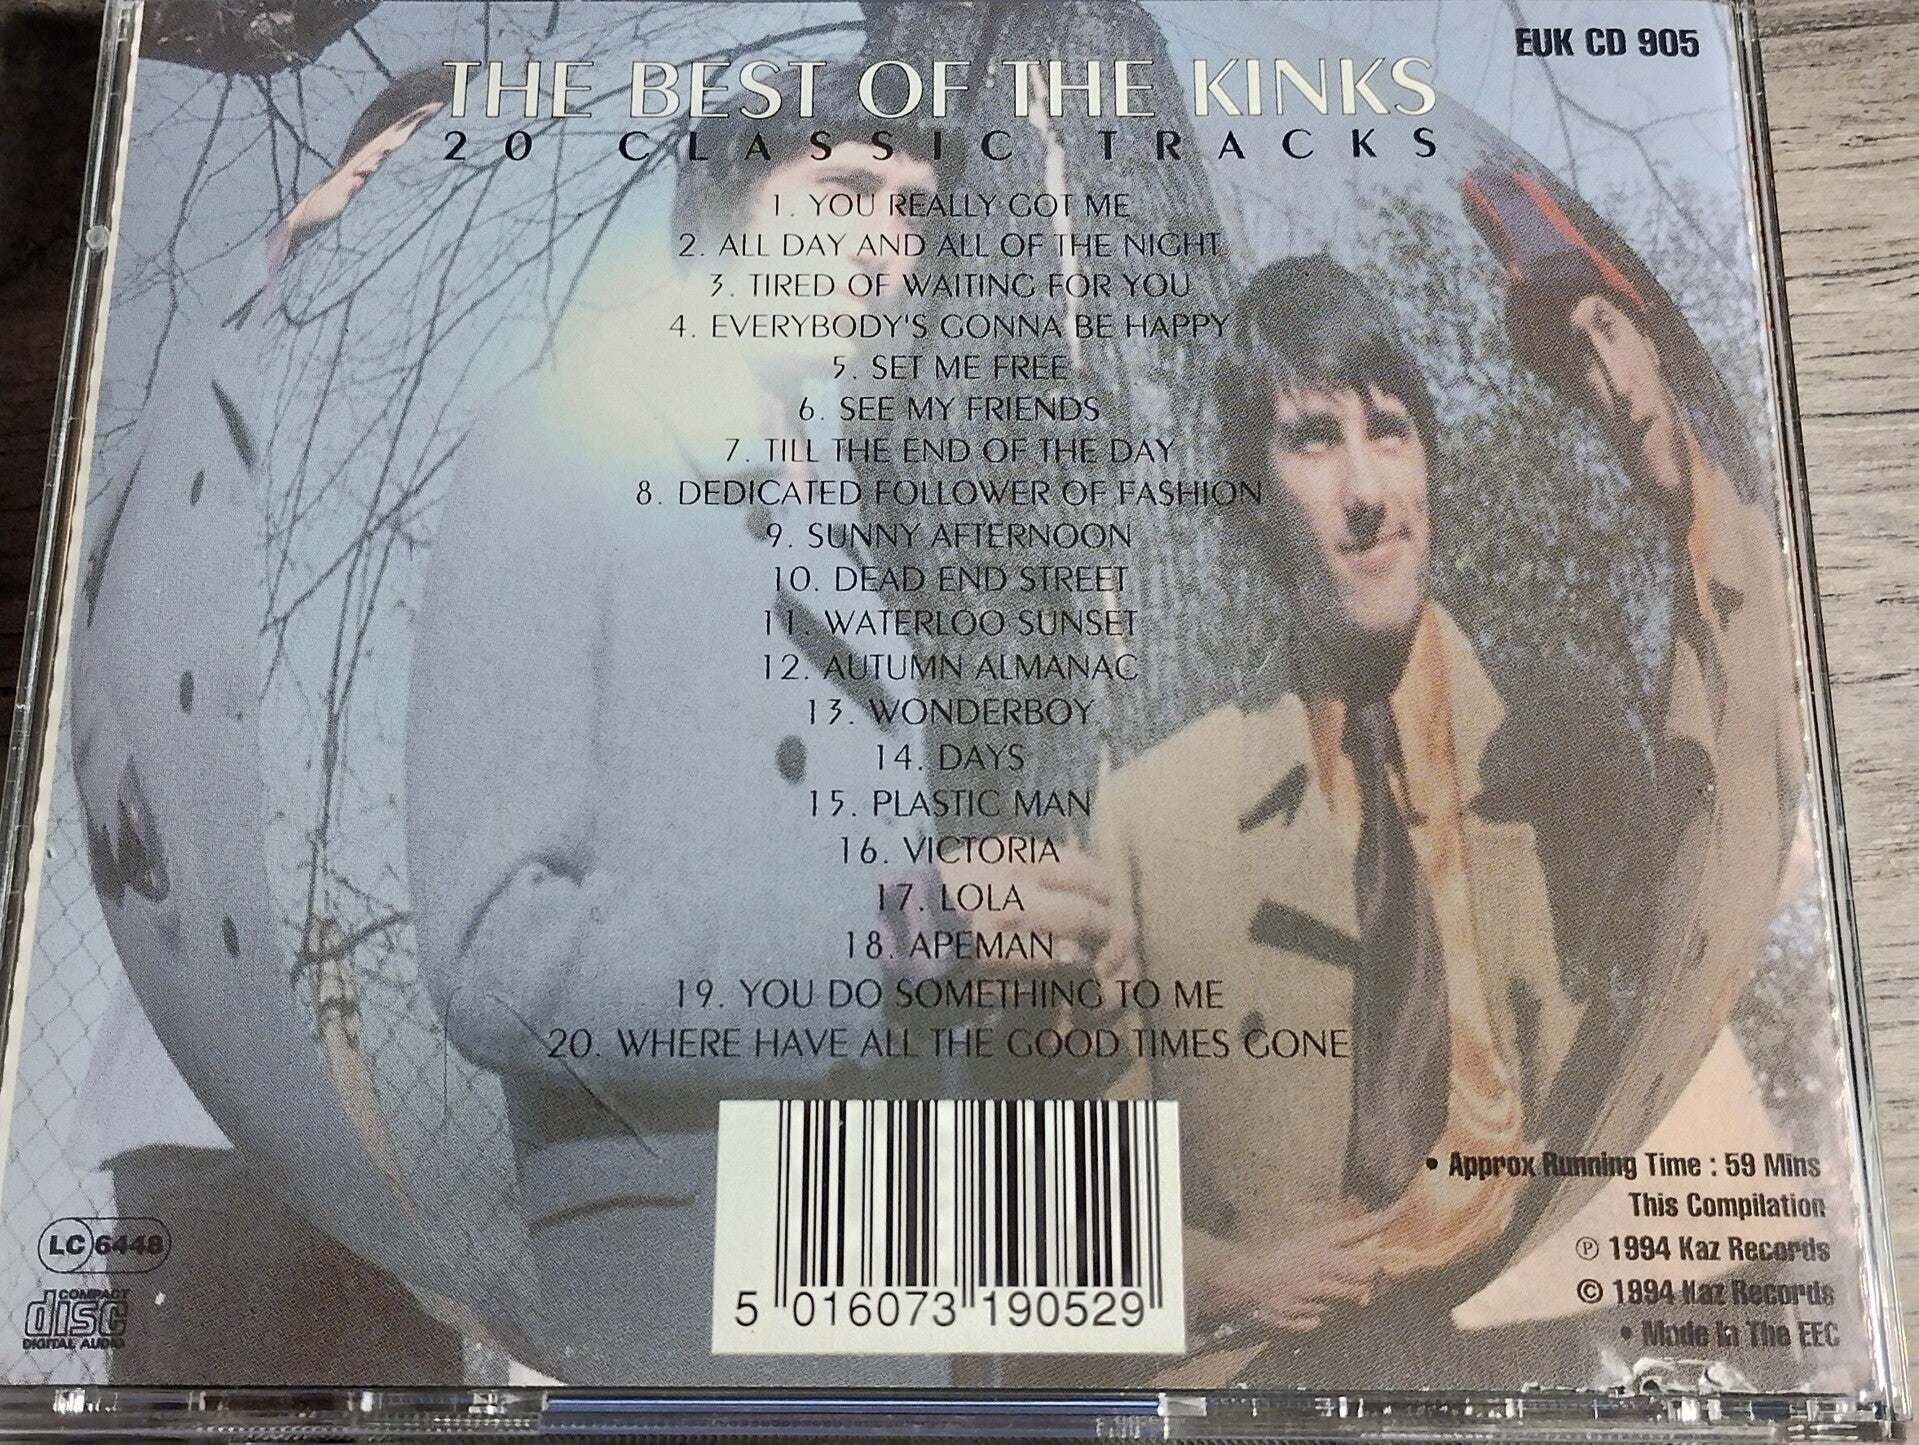 EUK CD 905
THE BEST OF THE KINKS
20 CLASSIC TRACKS
1. YOU REALLY GOT ME
2. ALL DAY AND ALL OF THE NIGHT
3. TIRED OF WAITING FOR YOU
4. EVERYBODY'S GONNA BE HAPPY
5. SET ME FREE
6. SEE MY FRIENDS
7. TILL THE END OF THE DAY
8. DEDICATED FOLLOWER OF FASHION
9. SUNNY AFTERNOON
10. DEAD END STREET
11. WATERLOO SUNSET
12. AUTUMN ALMANAC
13. WONDERBOY
14. DAYS
15. PLASTIC MAN
16. VICTORIA
17. LOLA
18. APEMAN
19. YOU DO SOMETHING TO ME
20. WHERE HAVE ALL THE GOOD TIMES GONE
• Approx Running Time : 59 Mins
This Compilation
℗ 1994 Kaz Records
© 1994 Kaz Records
• Made In The EEC
LC 6448
COMPACT
disc
DIGITAL AUDIO
5 016073 190529